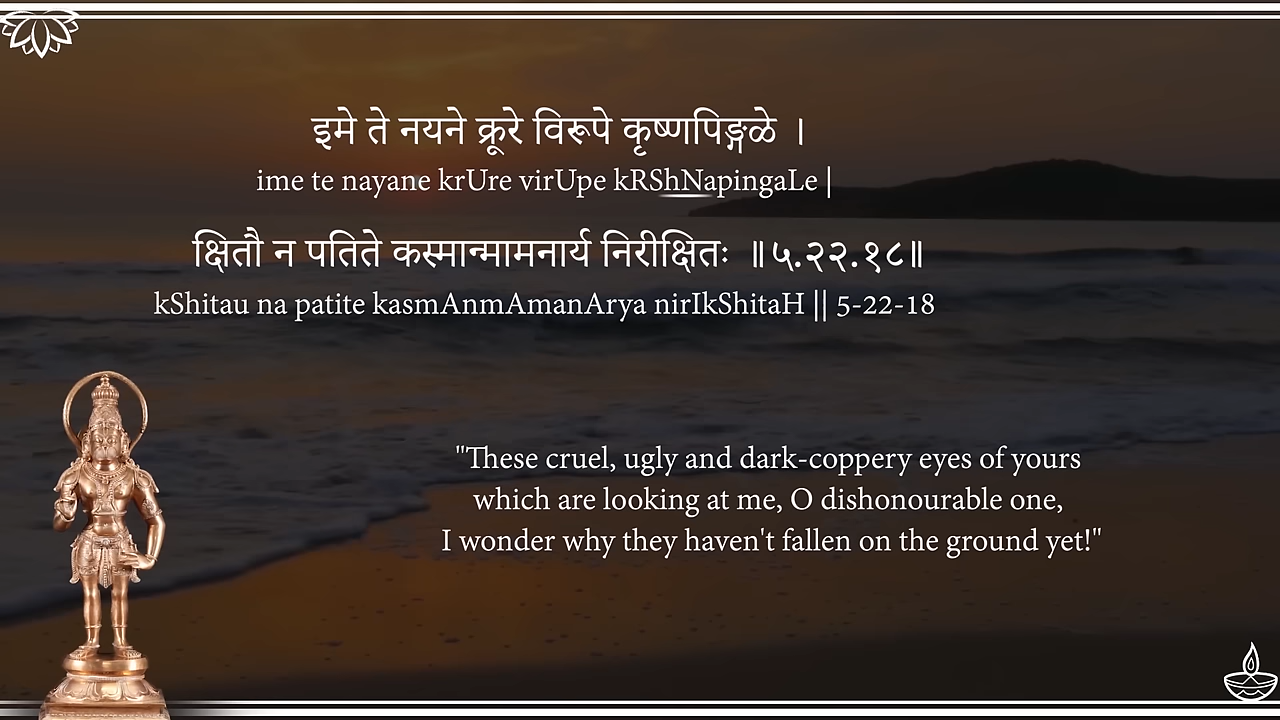 इमे ते नयने क्रूरे विरूपे कृष्णपिङ्गळे ।
ime te nayane krUre virUpe kRShNapingaLe |
क्षितौ न पतिते कस्मान्मामनार्य निरीक्षितः ॥५.२२.१८॥
kShitau na patite kasmAnmAmanArya nirIkShitaH || 5-22-18
"These cruel, ugly and dark-coppery eyes of yours
which are looking at me, O dishonourable one,
I wonder why they haven't fallen on the ground yet!"